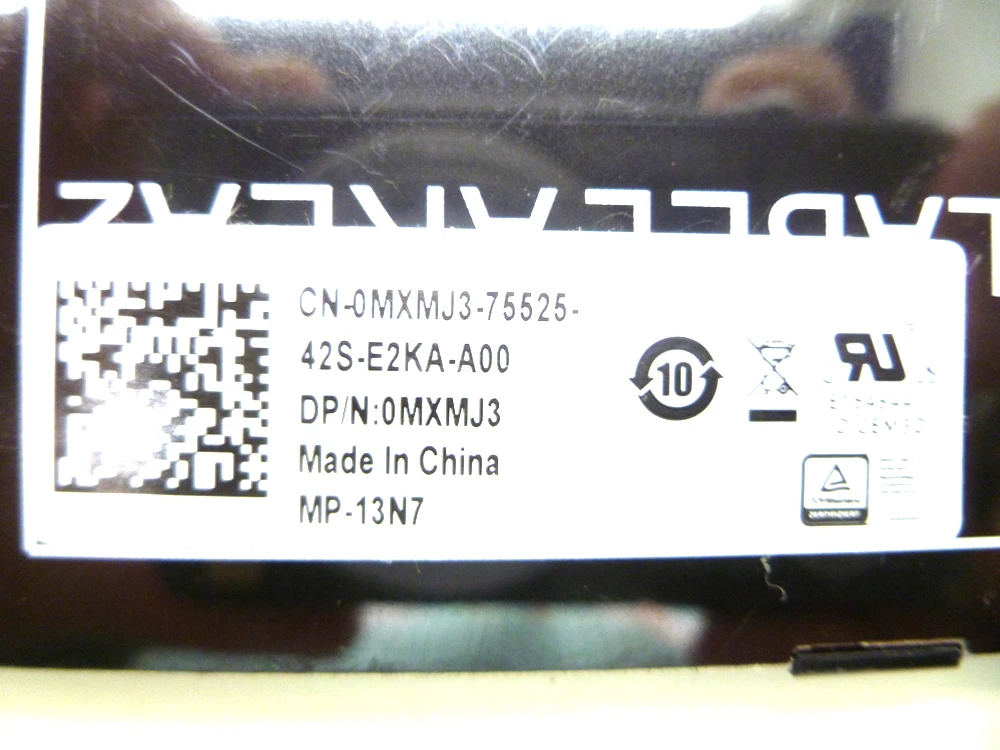 CN-0MXMJ3-75525-
42S-E2KA-A00
DP/N:0MXMJ3
Made In China
MP-13N7
10